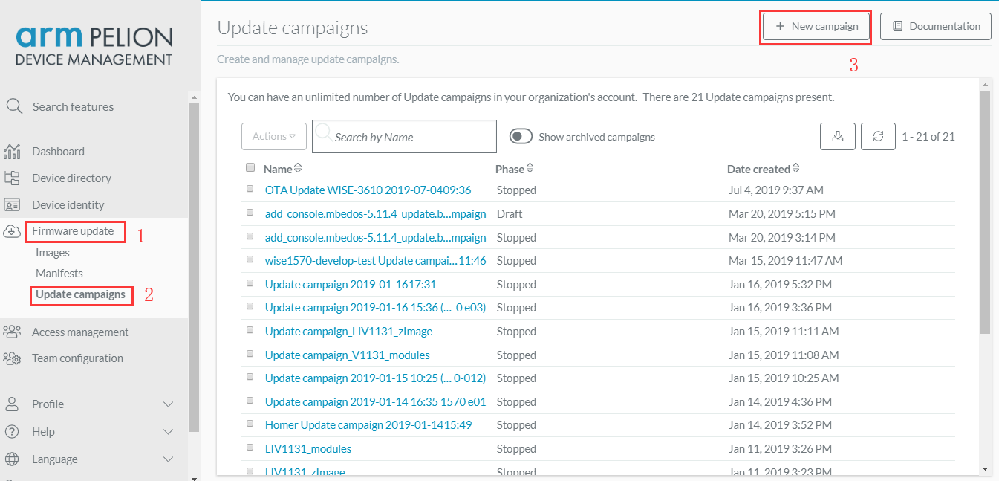 arm PELION
DEVICE MANAGEMENT
Search features
Dashboard
Device directory
Device identity
Firmware update 1
Images
Manifests
Update campaigns 2
Access management
Team configuration
Profile
Help
Language
Update campaigns
+ New campaign
Documentation
3
Create and manage update campaigns.
You can have an unlimited number of Update campaigns in your organization's account. There are 21 Update campaigns present.
Actions
Search by Name
Show archived campaigns
1 - 21 of 21
Name Phase Date created
OTA Update WISE-3610 2019-07-0409:36 Stopped Jul 4, 2019 9:37 AM
add_console.mbedos-5.11.4_update.b...mpaign Draft Mar 20, 2019 5:15 PM
add_console.mbedos-5.11.4_update.b...mpaign Stopped Mar 20, 2019 3:14 PM
wise1570-develop-test Update campai...11:46 Stopped Mar 15, 2019 11:47 AM
Update campaign 2019-01-1617:31 Stopped Jan 16, 2019 5:32 PM
Update campaign 2019-01-16 15:36 (... 0 e03) Stopped Jan 16, 2019 3:36 PM
Update campaign_LIV1131_zImage Stopped Jan 15, 2019 11:11 AM
Update campaign_V1131_modules Stopped Jan 15, 2019 11:08 AM
Update campaign 2019-01-15 10:25 (... 0-012) Stopped Jan 15, 2019 10:25 AM
Update campaign 2019-01-14 16:35 1570 e01 Stopped Jan 14, 2019 4:36 PM
Homer Update campaign 2019-01-1415:49 Stopped Jan 14, 2019 3:52 PM
LIV1131_modules Stopped Jan 11, 2019 3:26 PM
LIV1131_zImage Stopped Jan 11, 2019 3:23 PM